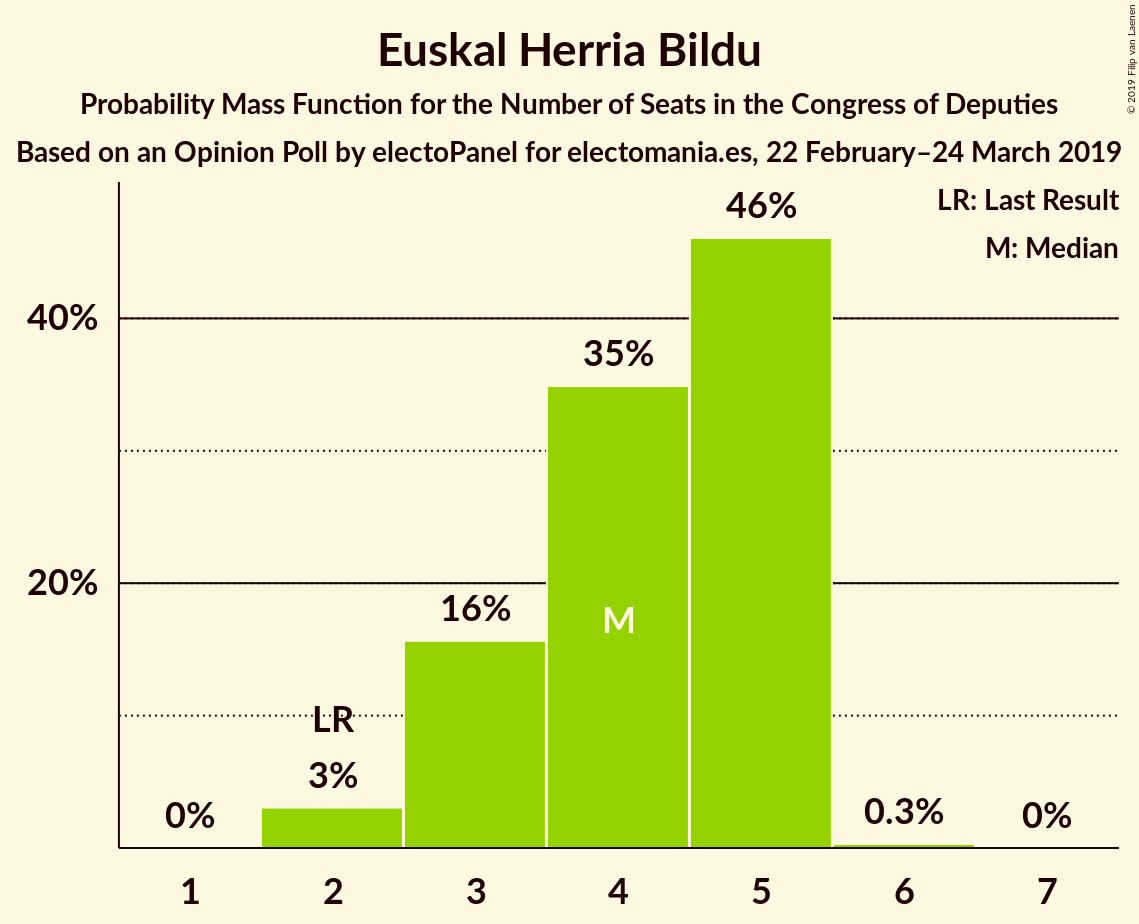 Euskal Herria Bildu
Probability Mass Function for the Number of Seats in the Congress of Deputies
Based on an Opinion Poll by electoPanel for electomania.es, 22 February–24 March 2019
© 2019 Filip van Laenen
LR: Last Result
M: Median
46%
40%
35%
20%
16%
M
LR
3%
0%
0.3%
0%
1 2 3 4 5 6 7